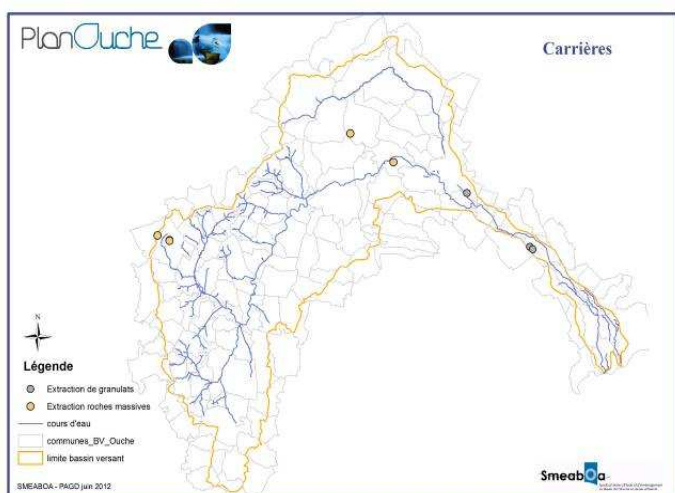 PlanOuche
Carrières
N
Légende
Extraction de granulats
Extraction roches massives
cours d'eau
communes_BV_Ouche
limite bassin versant
SMEABOA - PAGD juin 2012
SmeabOa